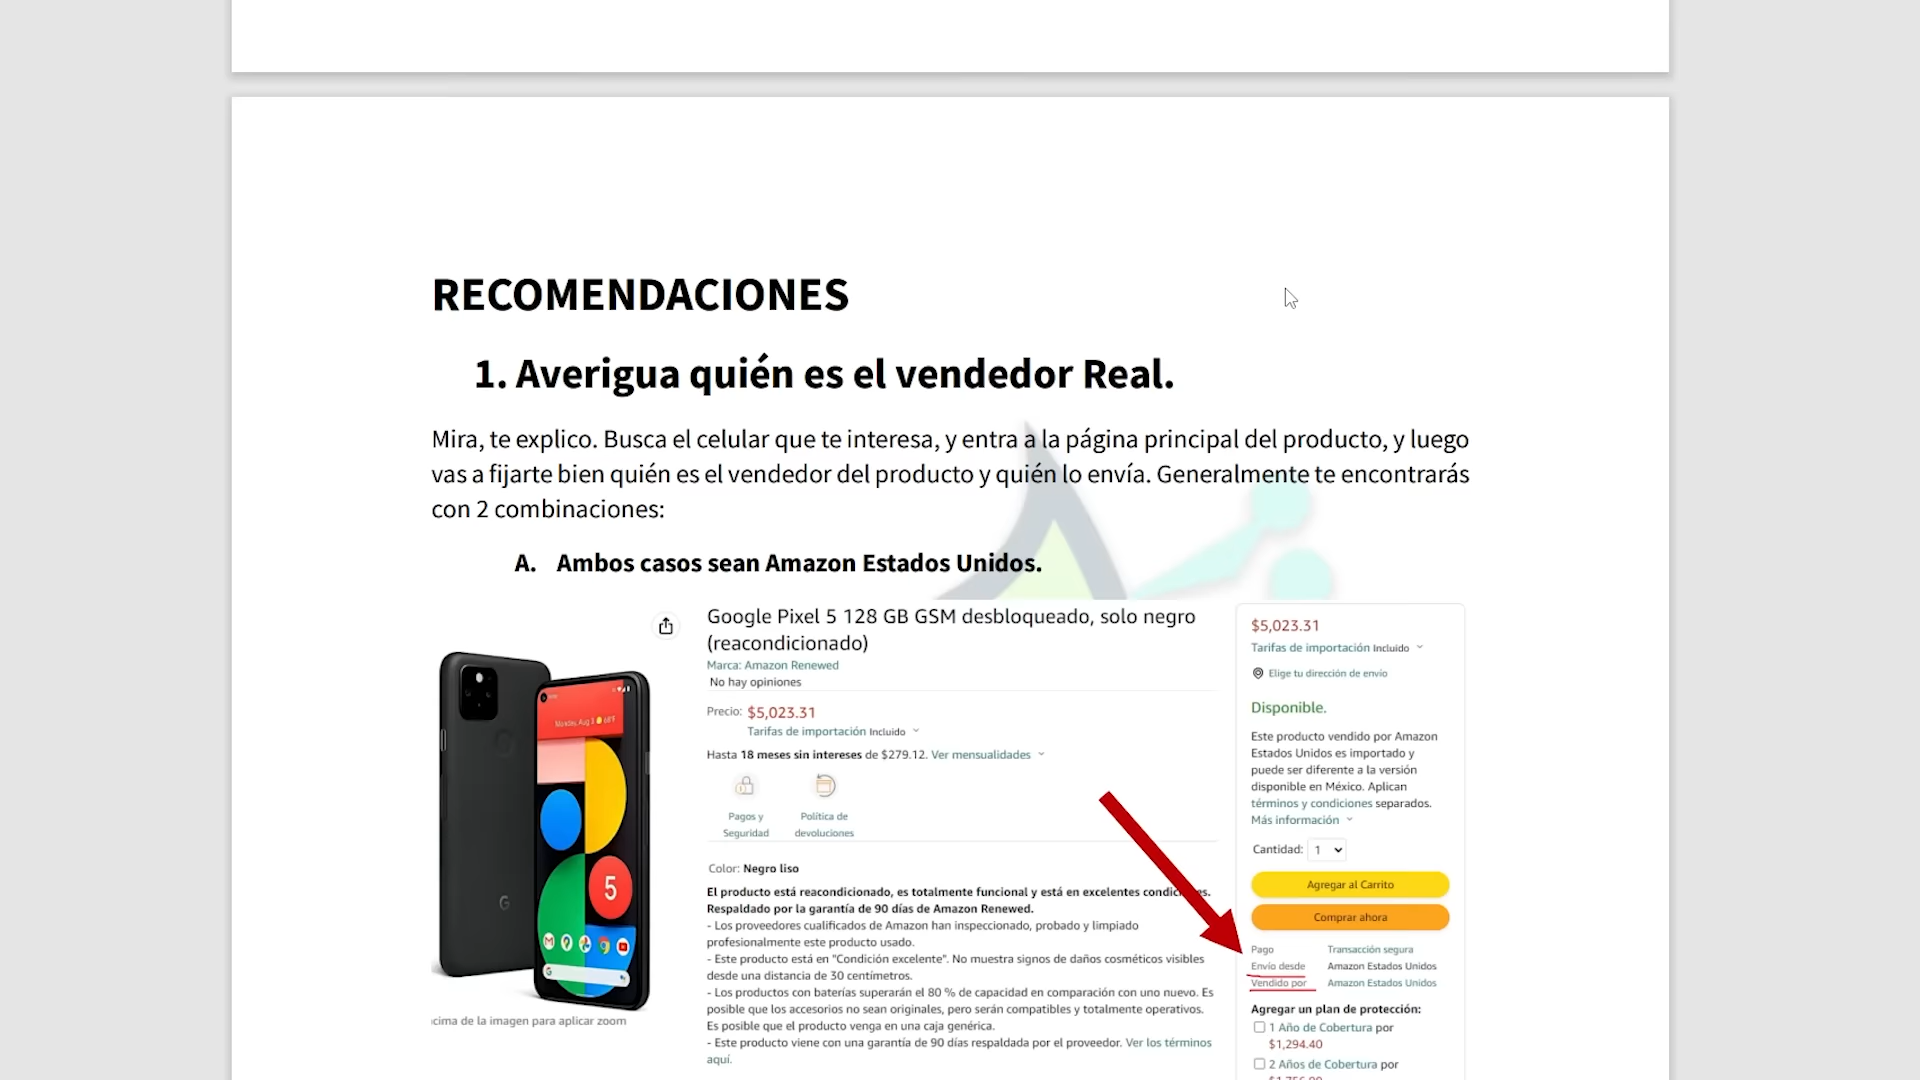 RECOMENDACIONES
1. Averigua quién es el vendedor Real.
Mira, te explico. Busca el celular que te interesa, y entra a la página principal del producto, y luego
vas a fijarte bien quién es el vendedor del producto y quién lo envía. Generalmente te encontrarás
con 2 combinaciones:
A. Ambos casos sean Amazon Estados Unidos.
Google Pixel 5 128 GB GSM desbloqueado, solo negro
(reacondicionado)
Marca: Amazon Renewed
No hay opiniones
Precio: $5,023.31
Tarifas de importación Incluido
Hasta 18 meses sin intereses de $279.12. Ver mensualidades
Pagos y
Seguridad
Política de
devoluciones
Color: Negro liso
El producto está reacondicionado, es totalmente funcional y está en excelentes
Respaldado por la garantía de 90 días de Amazon Renewed.
- Los proveedores cualificados de Amazon han inspeccionado, probado y limpiado
profesionalmente este producto usado.
- Este producto está en "Condición excelente". No muestra signos de daños cosméticos visibles
desde una distancia de 30 centímetros.
- Los productos con baterías superarán el 80 % de capacidad en comparación con uno nuevo. Es
posible que los accesorios no sean originales, pero serán compatibles y totalmente operativos.
Es posible que el producto venga en una caja genérica.
- Este producto viene con una garantía de 90 días respaldada por el proveedor. Ver los términos
aquí.
cima de la imagen para aplicar zoom
Monday, Aug 3 68°F
5
G
$5,023.31
Tarifas de importación Incluido
Elige tu dirección de envío
Disponible.
Este producto vendido por Amazon
Estados Unidos es importado y
puede ser diferente a la versión
disponible en México. Aplican
términos y condiciones separados.
Más información
Cantidad: 1
Agregar al Carrito
Comprar ahora
Pago Transacción segura
Envío desde Amazon Estados Unidos
Vendido por Amazon Estados Unidos
Agregar un plan de protección:
1 Año de Cobertura por
$1,294.40
2 Años de Cobertura por